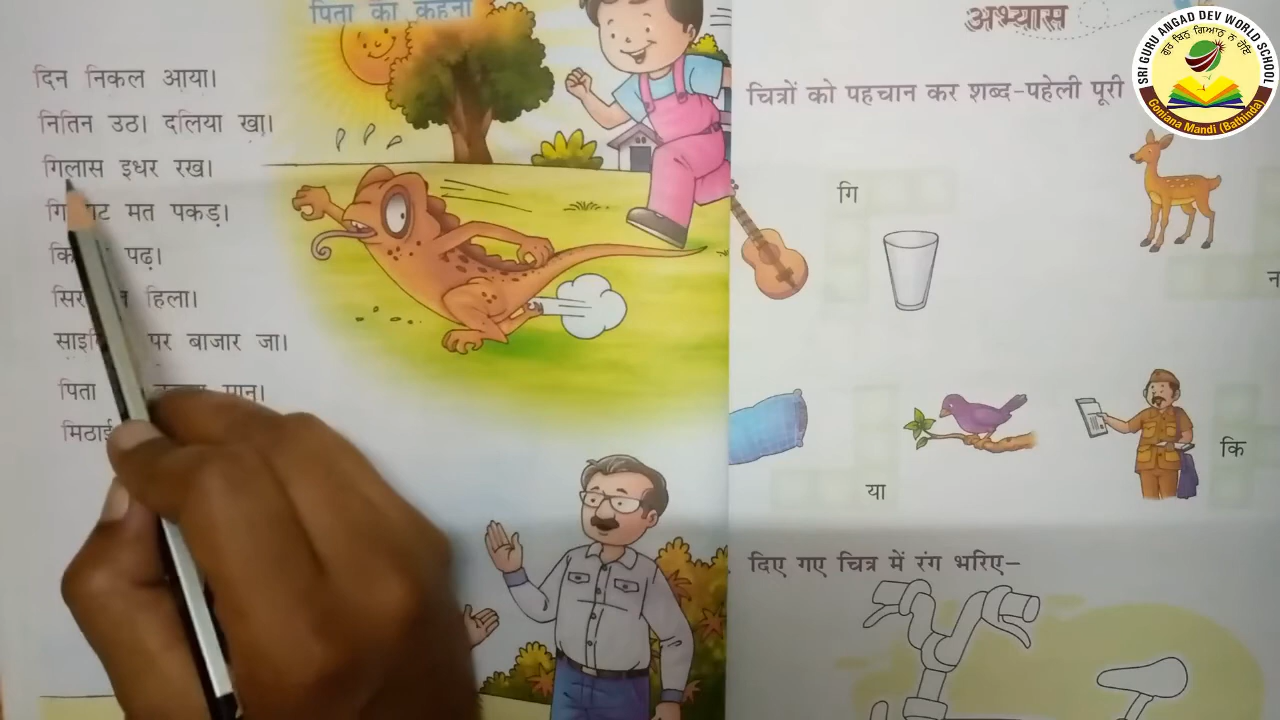 पिता का कहना
दिन निकल आया।
नितिन उठ। दलिया खा।
गिलास इधर रख।
मत पकड़।
पढ़।
हिला।
पर बाजार जा।
पिता मान।
मिठाई
अभ्यास
चित्रों को पहचान कर शब्द-पहेली पूरी
गि
न
कि
या
दिए गए चित्र में रंग भरिए–
SRI GURU ANGAD DEV WORLD SCHOOL
ਗੁਰ ਬਿਨੁ ਗਿਆਨੁ ਨ ਹੋਇ
Goniana Mandi (Bathinda)